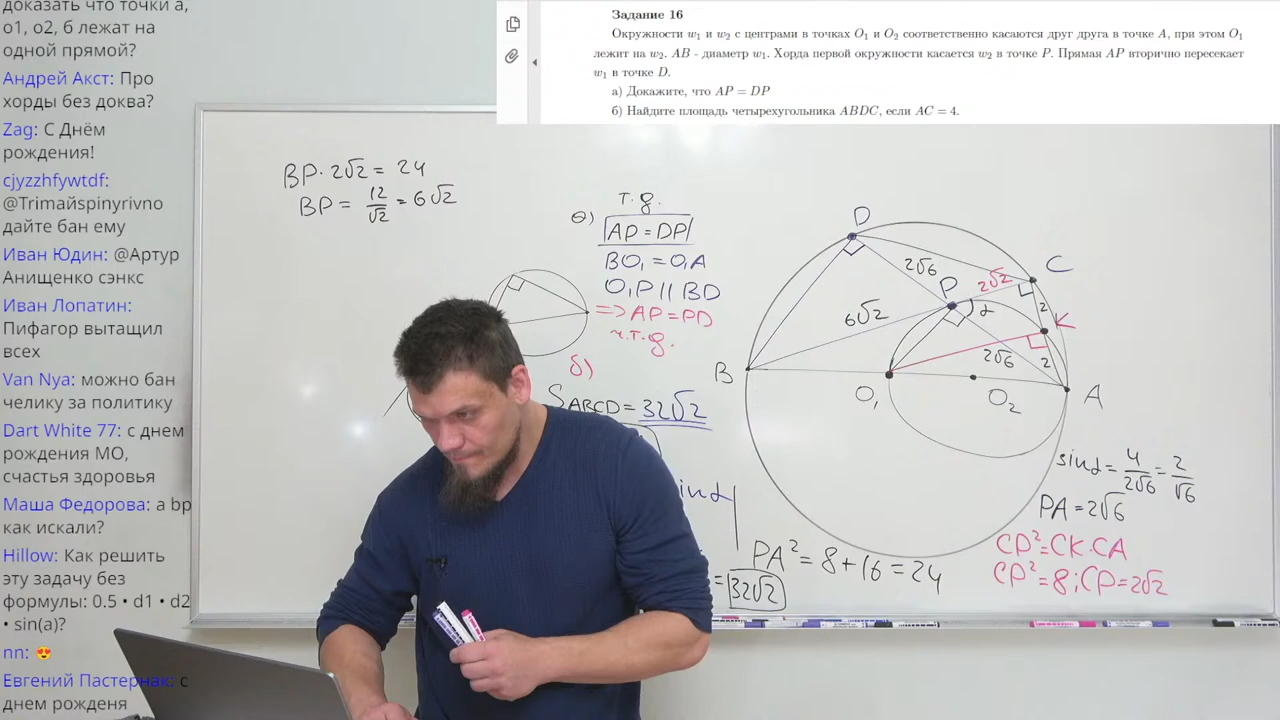 доказать что точки а,
о1, о2, б лежат на
одной прямой?
Андрей Акст: Про
хорды без доква?
Zag: С Днём
рождения!
cjyzzhfywtdf:
@Trimaйspinyrivno
дайте бан ему
Иван Юдин: @Артур
Анищенко сэнкс
Иван Лопатин:
Пифагор вытащил
всех
Van Nya: можно бан
челику за политику
Dart White 77: с днем
рождения МО,
счастья здоровья
Маша Федорова: а bp
как искали?
Hillow: Как решить
эту задачу без
формулы: 0.5 • d1 • d2
• sin(a)?
nn: 😍
Евгений Пастернак: с
днем рожденя
Задание 16
Окружности w₁ и w₂ с центрами в точках O₁ и O₂ соответственно касаются друг друга в точке A, при этом O₁
лежит на w₂. AB - диаметр w₁. Хорда первой окружности касается w₂ в точке P. Прямая AP вторично пересекает
w₁ в точке D.
а) Докажите, что AP = DP
б) Найдите площадь четырехугольника ABDC, если AC = 4.
BP · 2√2 = 24
BP = 12/√2 = 6√2
т.д.
а)
AP = DP
BO₁ = O₁A
O₁P || BD
=> AP = PD
ч.т.д.
б)
SABCD = 32√2
inα
= 32√2
PA² = 8 + 16 = 24
D
C
2√6
P
2√2
2
α
K
6√2
2√6
2
B
O₁
O₂
A
sinα = 4/2√6 = 2/√6
PA = 2√6
CP² = CK · CA
CP² = 8; CP = 2√2